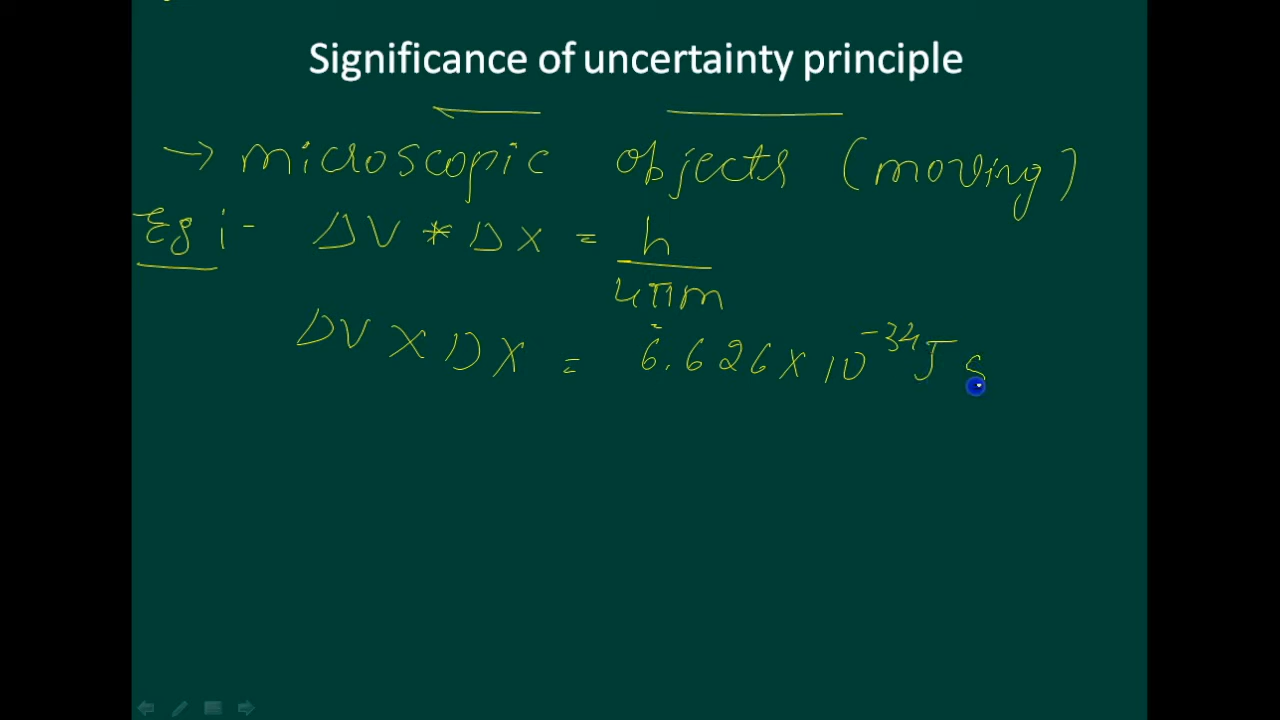 Significance of uncertainty principle
→ microscopic objects (moving)
Eg i - ΔV * ΔX = h / 4πm
ΔV X ΔX = 6.626 X 10⁻³⁴ J s